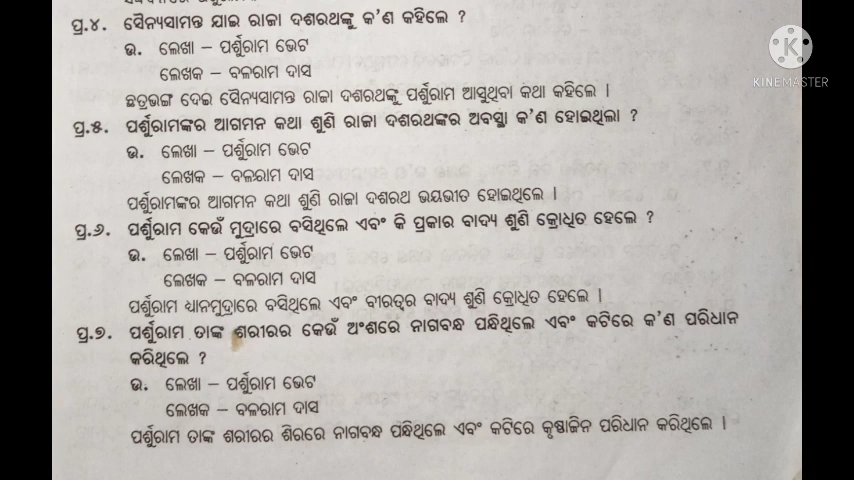 ପ୍ର.୪. ସୈନ୍ୟସାମନ୍ତ ଯାଇ ରାଜା ଦଶରଥଙ୍କୁ କ'ଣ କହିଲେ ?
ଉ. ଲେଖା – ପର୍ଶୁରାମ ଭେଟ
ଲେଖକ – ବଳରାମ ଦାସ
ଛତ୍ରଭଙ୍ଗ ଦେଇ ସୈନ୍ୟସାମନ୍ତ ରାଜା ଦଶରଥଙ୍କୁ ପର୍ଶୁରାମ ଆସୁଥିବା କଥା କହିଲେ ।
ପ୍ର.୫. ପର୍ଶୁରାମଙ୍କର ଆଗମନ କଥା ଶୁଣି ରାଜା ଦଶରଥଙ୍କର ଅବସ୍ଥା କ'ଣ ହୋଇଥିଲା ?
ଉ. ଲେଖା – ପର୍ଶୁରାମ ଭେଟ
ଲେଖକ – ବଳରାମ ଦାସ
ପର୍ଶୁରାମଙ୍କର ଆଗମନ କଥା ଶୁଣି ରାଜା ଦଶରଥ ଭୟଭୀତ ହୋଇଥିଲେ ।
ପ୍ର.୬. ପର୍ଶୁରାମ କେଉଁ ମୁଦ୍ରାରେ ବସିଥିଲେ ଏବଂ କି ପ୍ରକାର ବାଦ୍ୟ ଶୁଣି କ୍ରୋଧିତ ହେଲେ ?
ଉ. ଲେଖା – ପର୍ଶୁରାମ ଭେଟ
ଲେଖକ – ବଳରାମ ଦାସ
ପର୍ଶୁରାମ ଧ୍ୟାନମୁଦ୍ରାରେ ବସିଥିଲେ ଏବଂ ବୀରତ୍ୱର ବାଦ୍ୟ ଶୁଣି କ୍ରୋଧିତ ହେଲେ ।
ପ୍ର.୭. ପର୍ଶୁରାମ ତାଙ୍କ ଶରୀରର କେଉଁ ଅଂଶରେ ନାଗବନ୍ଧ ପନ୍ଧିଥିଲେ ଏବଂ କଟିରେ କ'ଣ ପରିଧାନ
କରିଥିଲେ ?
ଉ. ଲେଖା – ପର୍ଶୁରାମ ଭେଟ
ଲେଖକ – ବଳରାମ ଦାସ
ପର୍ଶୁରାମ ତାଙ୍କ ଶରୀରର ଶିରରେ ନାଗବନ୍ଧ ପନ୍ଧିଥିଲେ ଏବଂ କଟିରେ କୃଷ୍ଣାଜିନ ପରିଧାନ କରିଥିଲେ ।
K
KINEMASTER